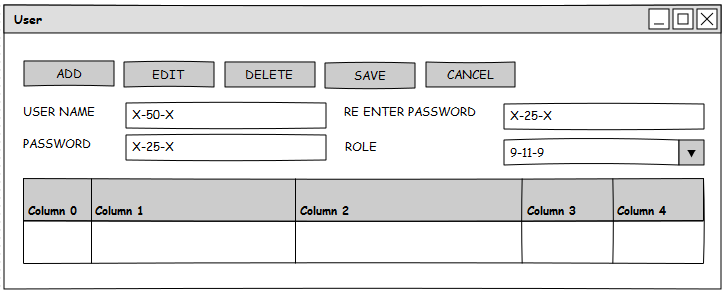 User
ADD EDIT DELETE SAVE CANCEL
USER NAME X-50-X RE ENTER PASSWORD X-25-X
PASSWORD X-25-X ROLE 9-11-9
Column 0 Column 1 Column 2 Column 3 Column 4